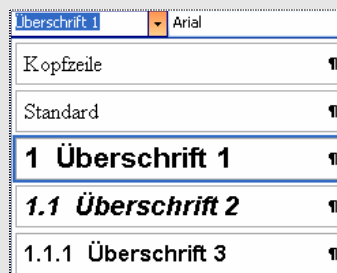 Überschrift 1 Arial
Kopfzeile ¶
Standard ¶
1 Überschrift 1 ¶
1.1 Überschrift 2 ¶
1.1.1 Überschrift 3 ¶